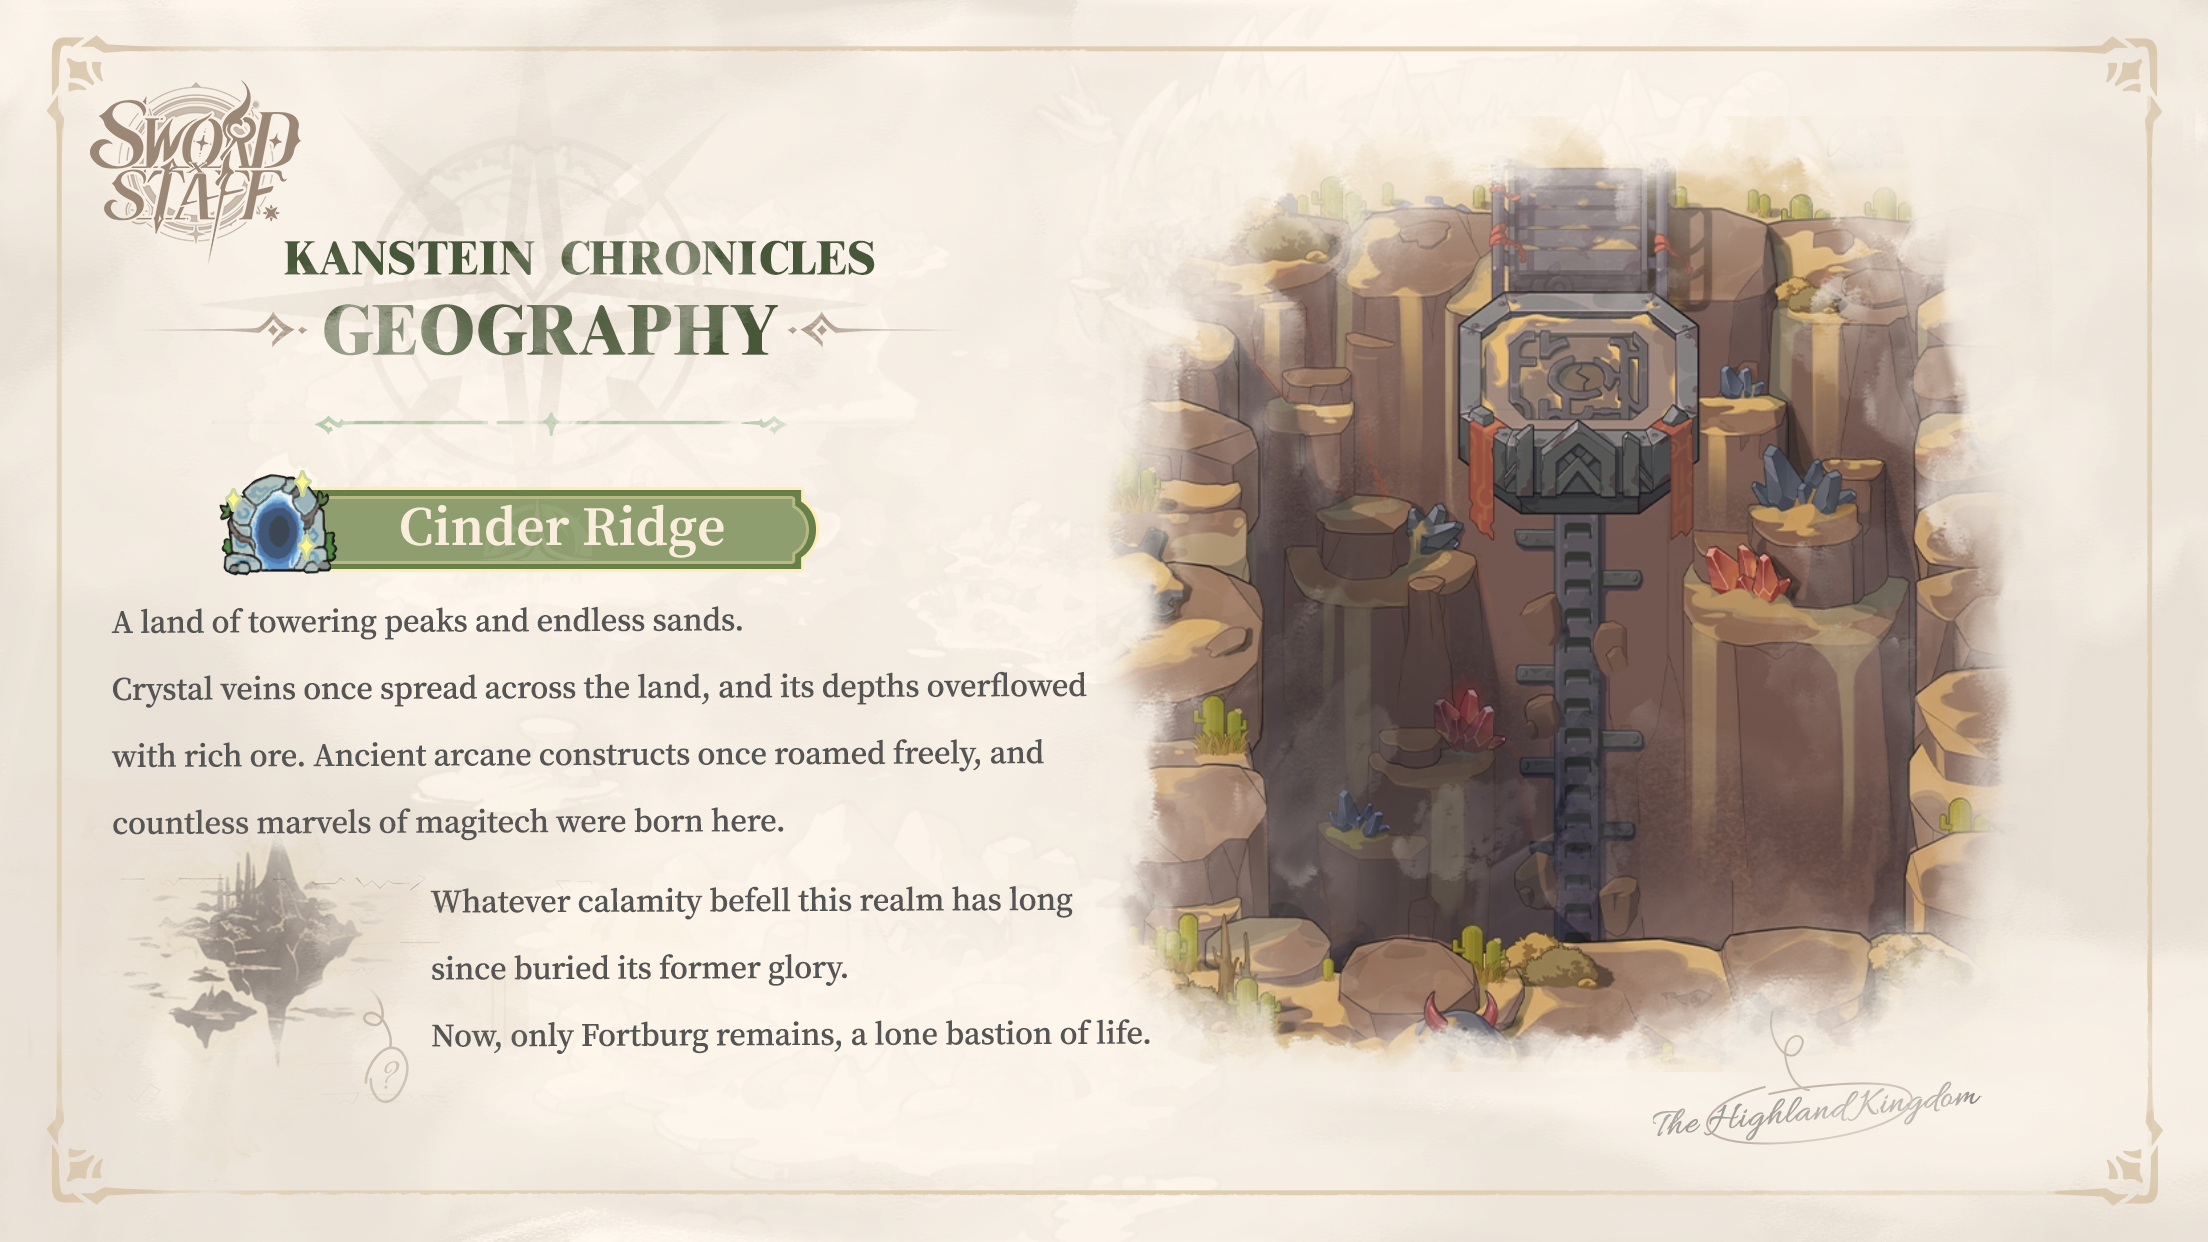 SWORD
STAFF
KANSTEIN CHRONICLES
GEOGRAPHY
Cinder Ridge
A land of towering peaks and endless sands.
Crystal veins once spread across the land, and its depths overflowed
with rich ore. Ancient arcane constructs once roamed freely, and
countless marvels of magitech were born here.
Whatever calamity befell this realm has long
since buried its former glory.
Now, only Fortburg remains, a lone bastion of life.
?
The Highland Kingdom